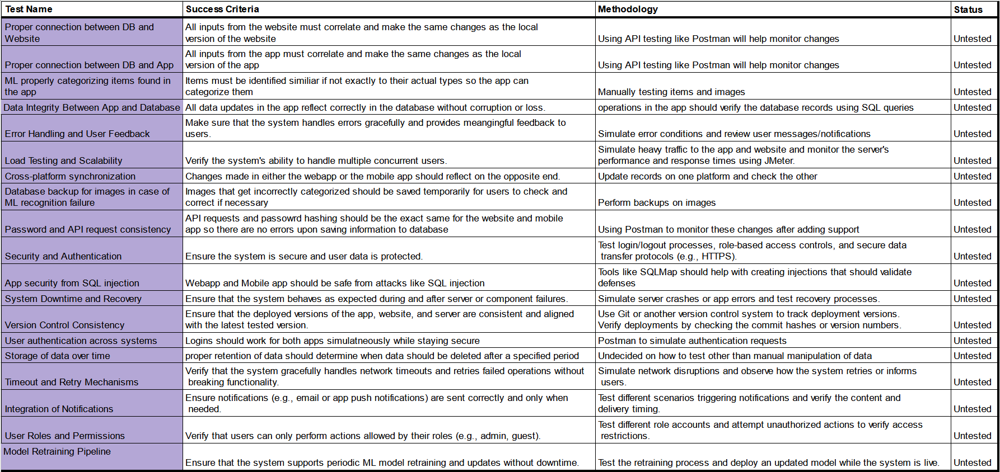 Test Name Success Criteria Methodology Status
Proper connection between DB and All inputs from the website must correlate and make the same changes as the local
Website version of the website Using API testing like Postman will help monitor changes Untested
All inputs from the app must correlate and make the same changes as the local
Proper connection between DB and App version of the app Using API testing like Postman will help monitor changes Untested
ML properly categorizing items found in Items must be identified similiar if not exactly to their actual types so the app can
the app categorize them Manually testing items and images Untested
Data Integrity Between App and Database All data updates in the app reflect correctly in the database without corruption or loss. operations in the app should verify the database records using SQL queries Untested
Make sure that the system handles errors gracefully and provides meangingful feedback to
Error Handling and User Feedback users. Simulate error conditions and review user messages/notifications Untested
Simulate heavy traffic to the app and website and monitor the server's
Load Testing and Scalability Verify the system's ability to handle multiple concurrent users. performance and response times using JMeter. Untested
Cross-platform synchronization Changes made in either the webapp or the mobile app should reflect on the opposite end. Update records on one platform and check the other Untested
Database backup for images in case of Images that get incorrectly categorized should be saved temporarily for users to check and
ML recognition failure correct if necessary Perform backups on images Untested
API requests and passowrd hashing should be the exact same for the website and mobile
Password and API request consistency app so there are no errors upon saving information to database Using Postman to monitor these changes after adding support Untested
Test login/logout processes, role-based access controls, and secure data
Security and Authentication Ensure the system is secure and user data is protected. transfer protocols (e.g., HTTPS). Untested
Tools like SQLMap should help with creating injections that should validate
App security from SQL injection Webapp and Mobile app should be safe from attacks like SQL injection defenses Untested
System Downtime and Recovery Ensure that the system behaves as expected during and after server or component failures. Simulate server crashes or app errors and test recovery processes. Untested
Ensure that the deployed versions of the app, website, and server are consistent and aligned Use Git or another version control system to track deployment versions.
Version Control Consistency with the latest tested version. Verify deployments by checking the commit hashes or version numbers. Untested
User authentication across systems Logins should work for both apps simulatneously while staying secure Postman to simulate authentication requests Untested
Storage of data over time proper retention of data should determine when data should be deleted after a specified period Undecided on how to test other than manual manipulation of data Untested
Verify that the system gracefully handles network timeouts and retries failed operations without Simulate network disruptions and observe how the system retries or informs
Timeout and Retry Mechanisms breaking functionality. users. Untested
Ensure notifications (e.g., email or app push notifications) are sent correctly and only when Test different scenarios triggering notifications and verify the content and
Integration of Notifications needed. delivery timing. Untested
Test different role accounts and attempt unauthorized actions to verify access
User Roles and Permissions Verify that users can only perform actions allowed by their roles (e.g., admin, guest). restrictions. Untested
Model Retraining Pipeline
Ensure that the system supports periodic ML model retraining and updates without downtime. Test the retraining process and deploy an updated model while the system is live. Untested